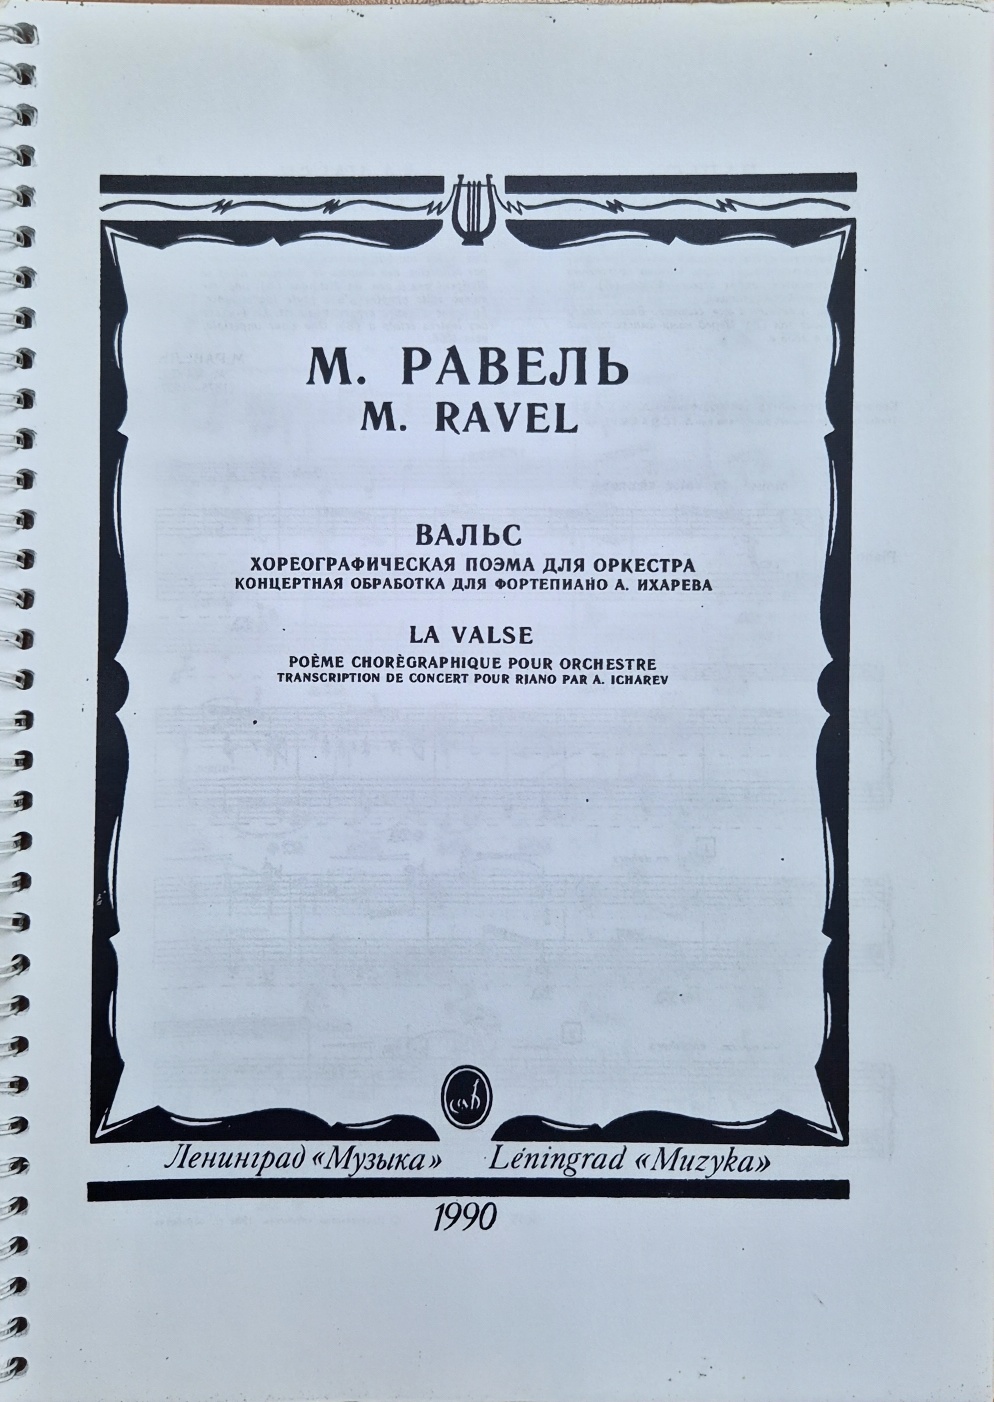 М. РАВЕЛЬ
M. RAVEL
ВАЛЬС
ХОРЕОГРАФИЧЕСКАЯ ПОЭМА ДЛЯ ОРКЕСТРА
КОНЦЕРТНАЯ ОБРАБОТКА ДЛЯ ФОРТЕПИАНО А. ИХАРЕВА
LA VALSE
POÈME CHORÈGRAPHIQUE POUR ORCHESTRE
TRANSCRIPTION DE CONCERT POUR RIANO PAR A. ICHAREV
Ленинград «Музыка» Léningrad «Muzyka»
1990